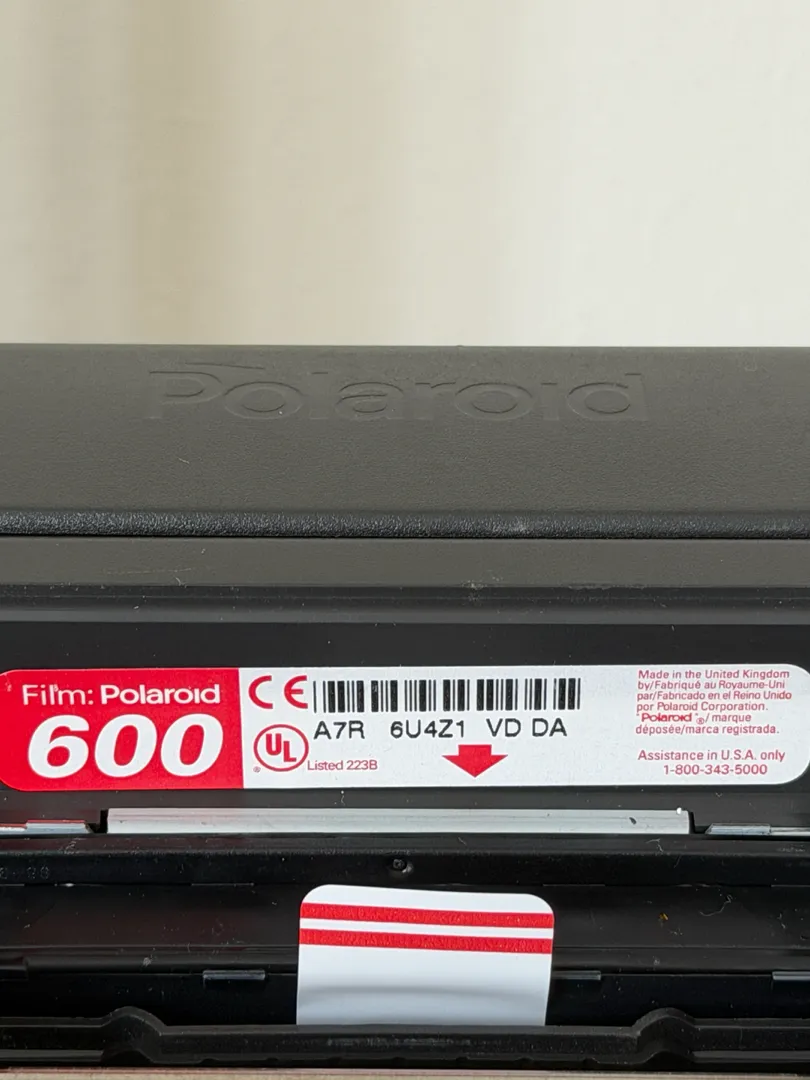 Polaroid
Film: Polaroid
600
CE
A7R 6U4Z1 VD DA
UL
®
Listed 223B
Made in the United Kingdom
by/Fabriqué au Royaume-Uni
par/Fabricado en el Reino Unido
por Polaroid Corporation.
"Polaroid"®/marque
déposée/marca registrada.
Assistance in U.S.A. only
1-800-343-5000